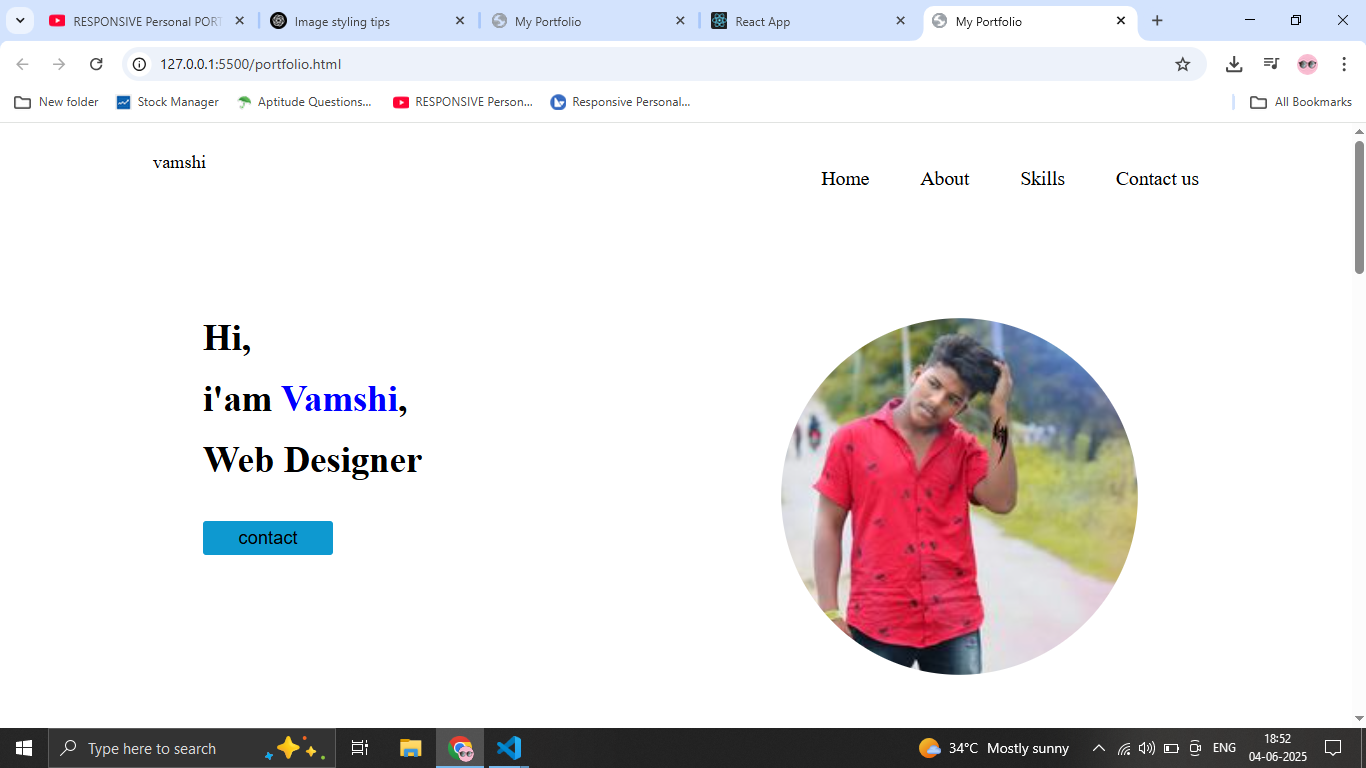 RESPONSIVE Personal PORT
Image styling tips
My Portfolio
React App
My Portfolio
127.0.0.1:5500/portfolio.html
New folder
Stock Manager
Aptitude Questions...
RESPONSIVE Person...
Responsive Personal...
All Bookmarks
vamshi
Home
About
Skills
Contact us
Hi,
i'am Vamshi,
Web Designer
contact
Type here to search
34°C Mostly sunny
ENG
18:52
04-06-2025